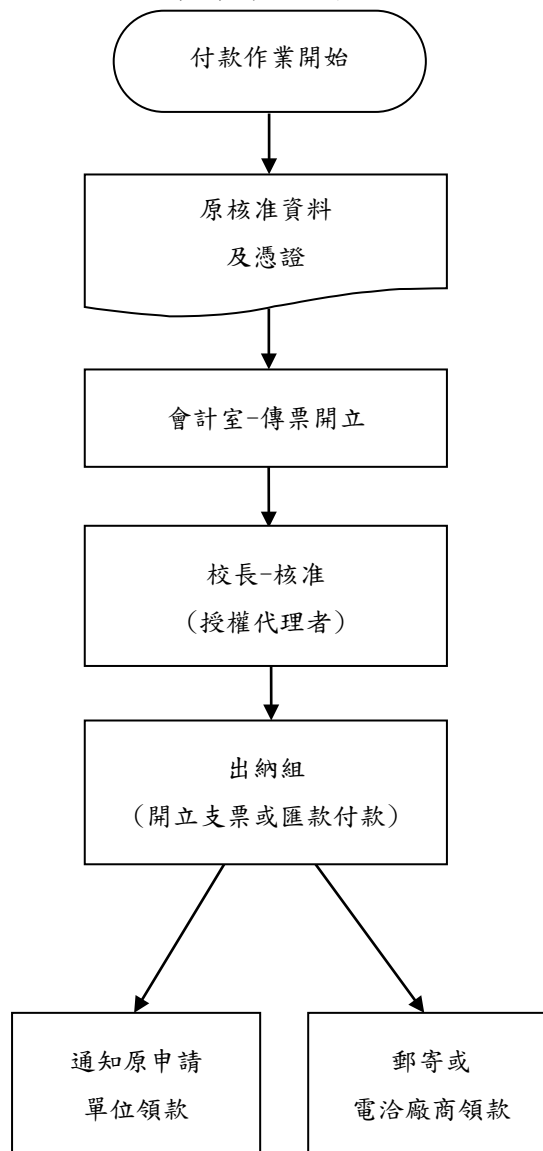 付款作業開始
原核准資料
及憑證
會計室-傳票開立
校長-核准
(授權代理者)
出納組
(開立支票或匯款付款)
通知原申請
單位領款
郵寄或
電洽廠商領款